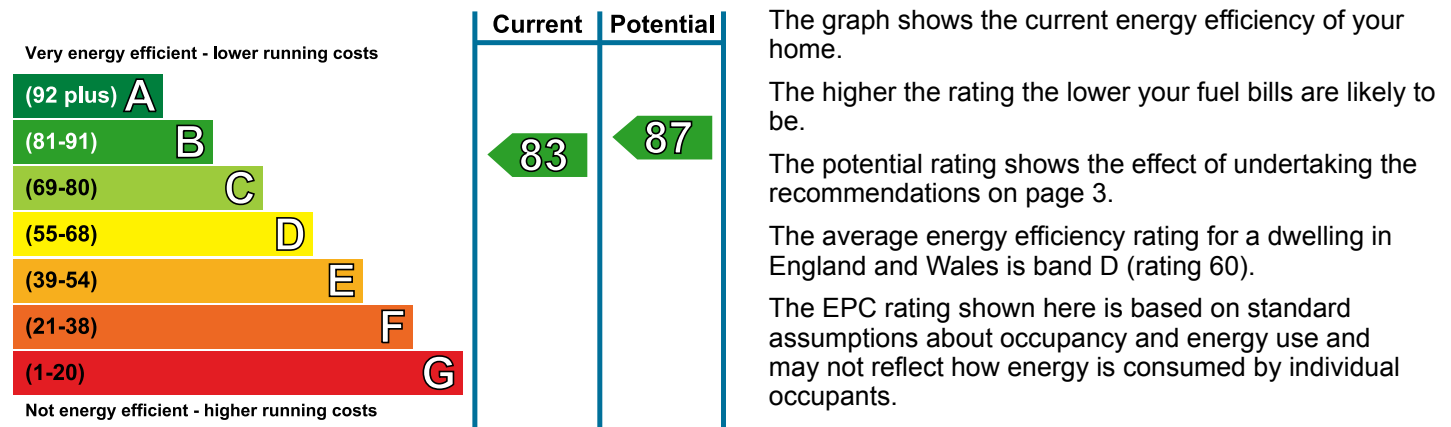 Current Potential
Very energy efficient - lower running costs
(92 plus) A
(81-91) B
(69-80) C
(55-68) D
(39-54) E
(21-38) F
(1-20) G
Not energy efficient - higher running costs
83
87
The graph shows the current energy efficiency of your
home.
The higher the rating the lower your fuel bills are likely to
be.
The potential rating shows the effect of undertaking the
recommendations on page 3.
The average energy efficiency rating for a dwelling in
England and Wales is band D (rating 60).
The EPC rating shown here is based on standard
assumptions about occupancy and energy use and
may not reflect how energy is consumed by individual
occupants.